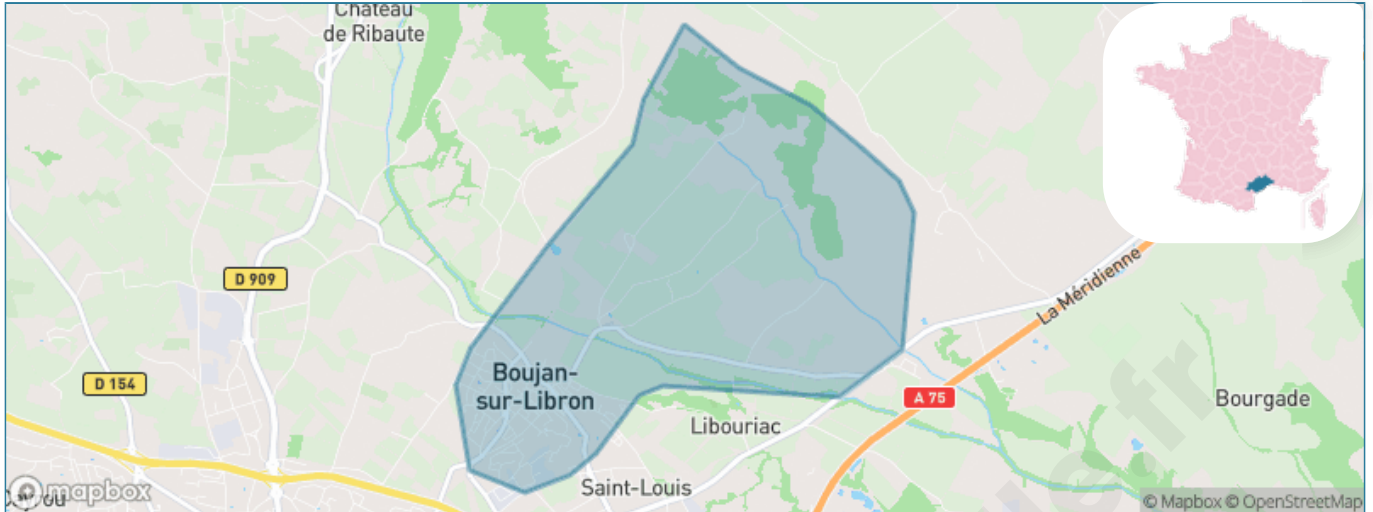 Château
de Ribaute
D 909
La Méridienne
D 154
Boujan-
sur-Libron
A 75
Bourgade
Libouriac
Saint-Louis
mapbox
© Mapbox © OpenStreetMap